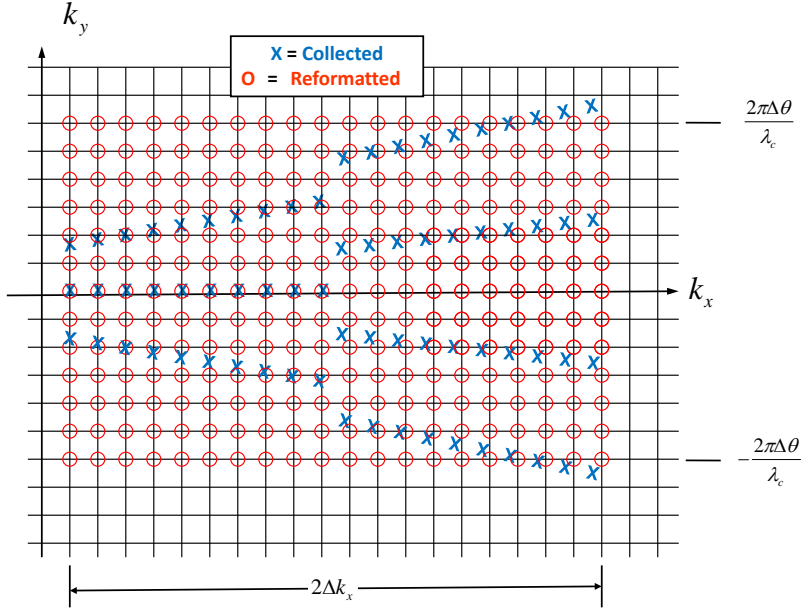 k_y
X = Collected
O = Reformatted
2πΔθ
λ_c
k_x
− 2πΔθ
λ_c
2Δk_x